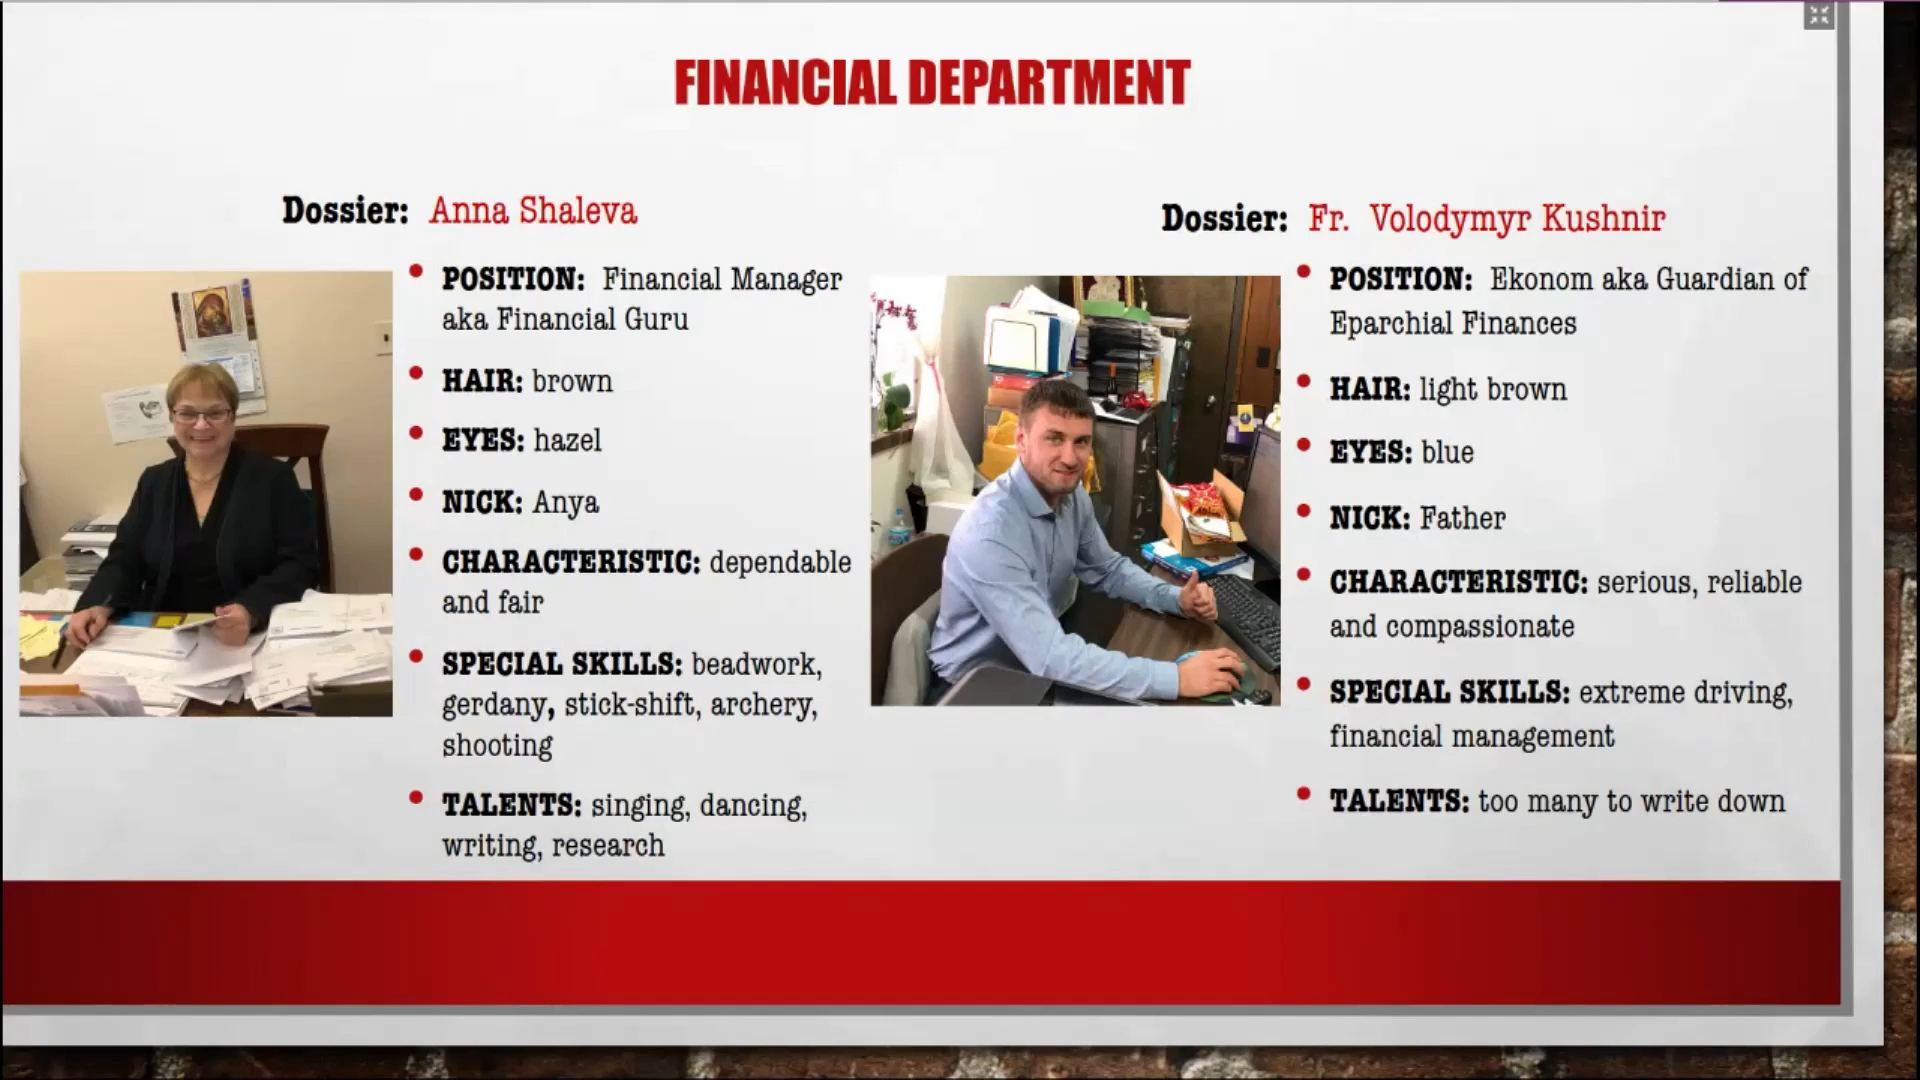 FINANCIAL DEPARTMENT
Dossier: Anna Shaleva
POSITION: Financial Manager
aka Financial Guru
HAIR: brown
EYES: hazel
NICK: Anya
CHARACTERISTIC: dependable
and fair
SPECIAL SKILLS: beadwork,
gerdany, stick-shift, archery,
shooting
TALENTS: singing, dancing,
writing, research
Dossier: Fr. Volodymyr Kushnir
POSITION: Ekonom aka Guardian of
Eparchial Finances
HAIR: light brown
EYES: blue
NICK: Father
CHARACTERISTIC: serious, reliable
and compassionate
SPECIAL SKILLS: extreme driving,
financial management
TALENTS: too many to write down